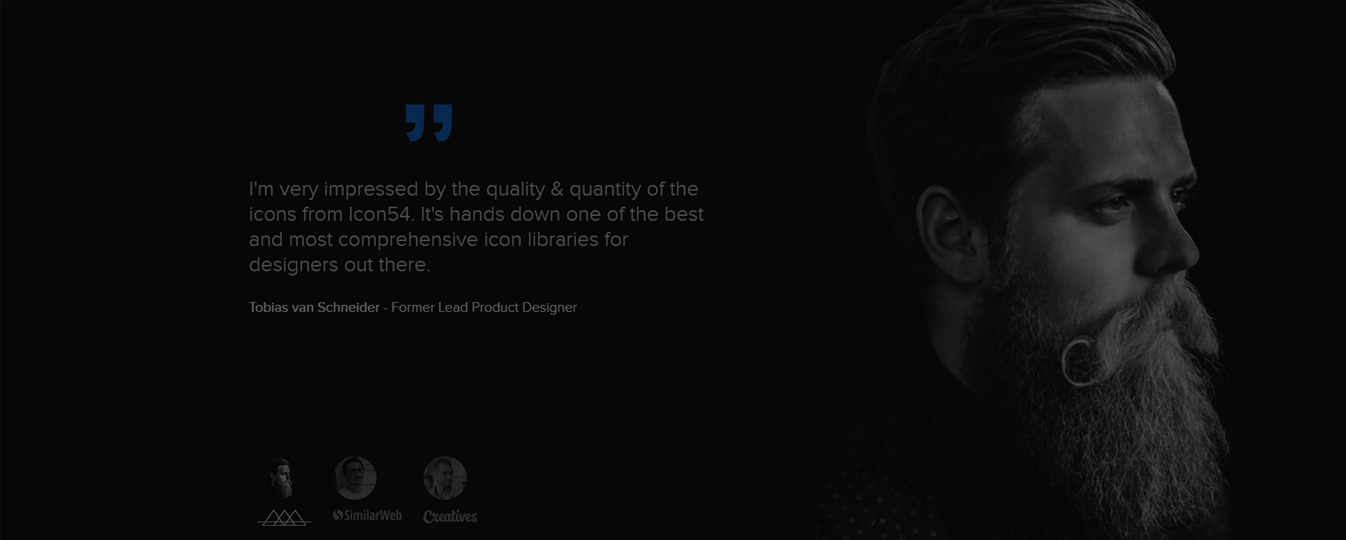 ”
I'm very impressed by the quality & quantity of the
icons from Icon54. It's hands down one of the best
and most comprehensive icon libraries for
designers out there.
Tobias van Schneider - Former Lead Product Designer
SimilarWeb
Creatives